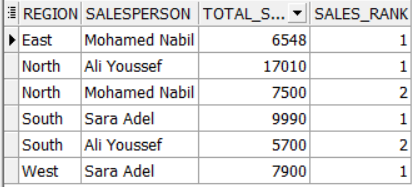 REGION SALESPERSON TOTAL_S... SALES_RANK
East Mohamed Nabil 6548 1
North Ali Youssef 17010 1
North Mohamed Nabil 7500 2
South Sara Adel 9990 1
South Ali Youssef 5700 2
West Sara Adel 7900 1